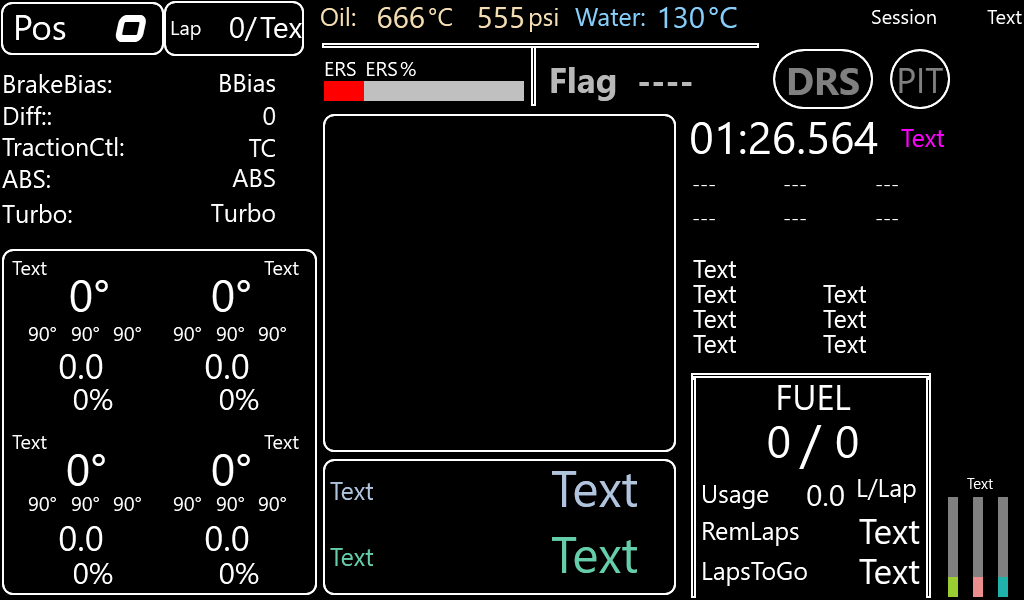 Pos 0 Lap 0/Tex Oil: 666°C 555psi Water: 130°C Session Text
ERS ERS% Flag ---- DRS PIT
BrakeBias: BBias
Diff:: 0
TractionCtl: TC
ABS: ABS
Turbo: Turbo
01:26.564 Text
--- --- ---
--- --- ---
Text
Text Text
Text Text
Text Text
Text Text
0° 0°
90° 90° 90° 90° 90° 90°
0.0 0.0
0% 0%
Text Text
0° 0°
90° 90° 90° 90° 90° 90°
0.0 0.0
0% 0%
Text Text
Text Text
FUEL
0 / 0
Usage 0.0 L/Lap
RemLaps Text
LapsToGo Text
Text